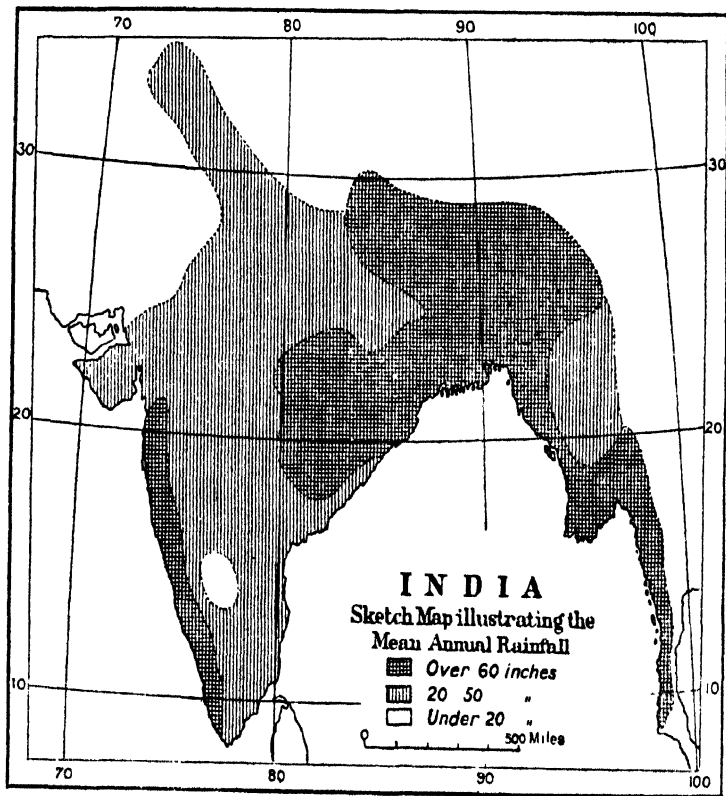 70 80 90 100
30 30
20 20
INDIA
Sketch Map illustrating the
Mean Annual Rainfall
Over 60 inches
20 50 "
Under 20 "
500 Miles
10 10
70 80 90 100